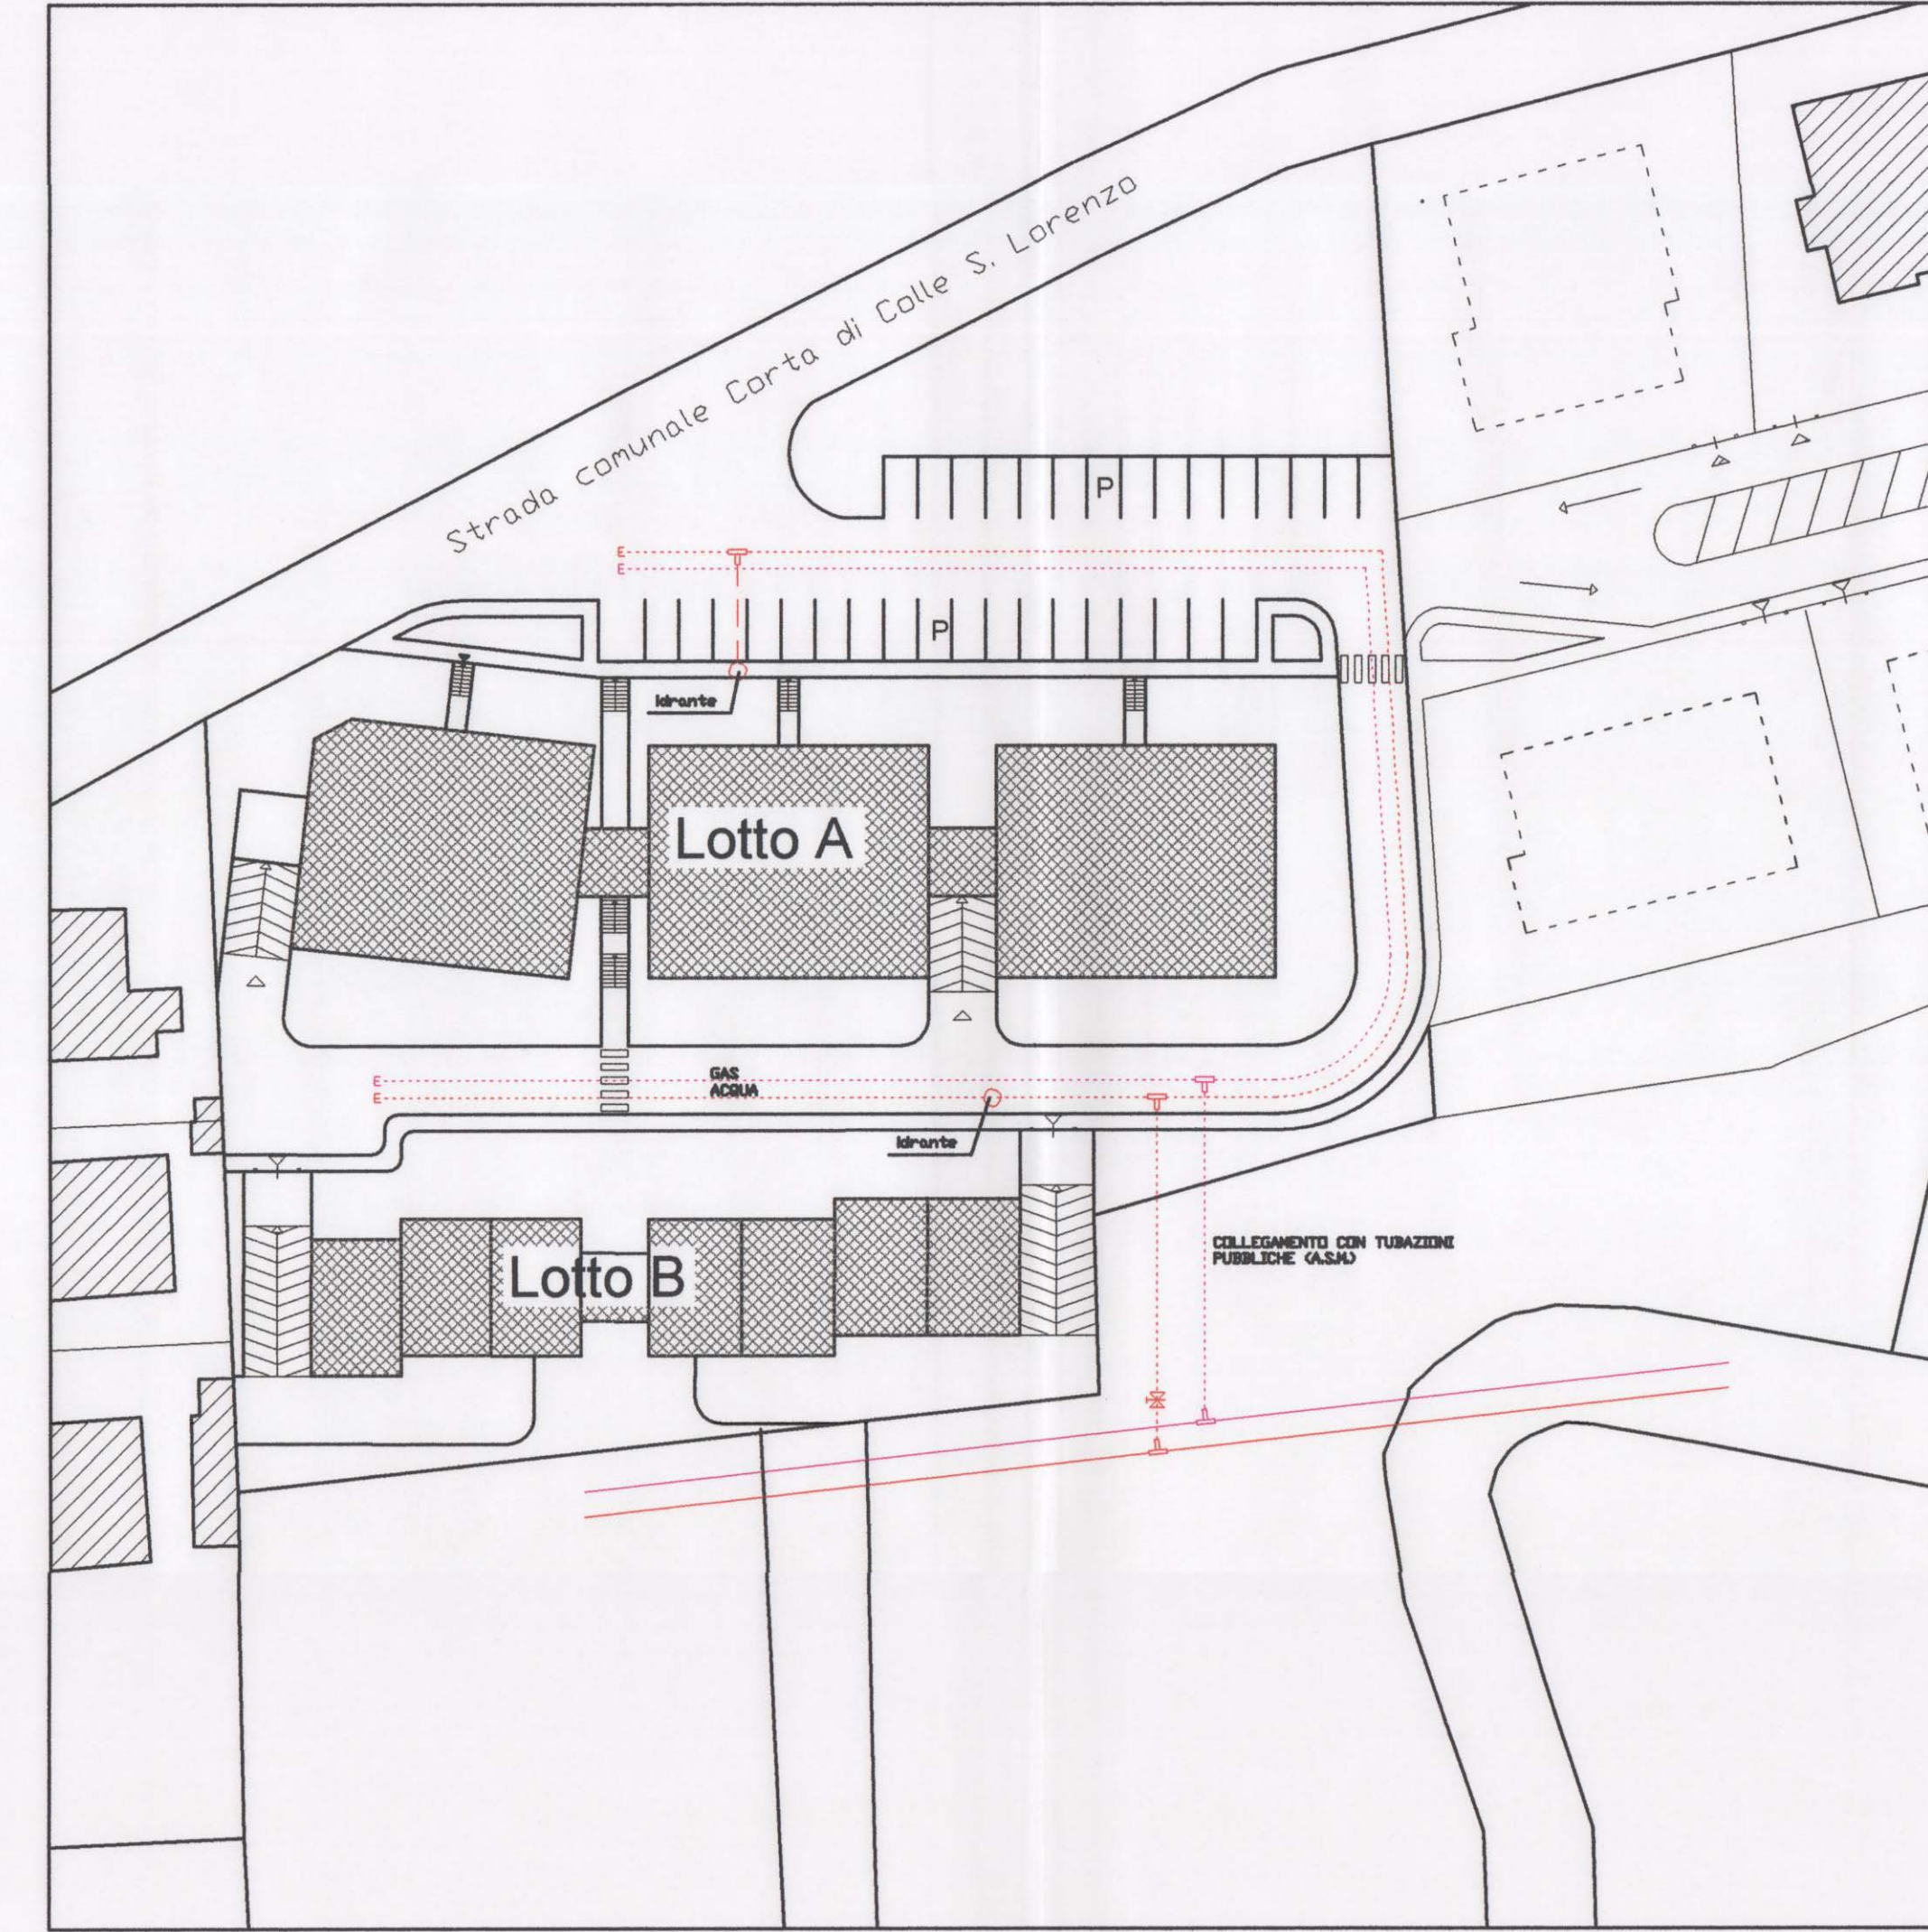 Strada comunale Corta di Colle S. Lorenzo
P
E
E
P
Idrante
Lotto A
GAS
ACQUA
E
E
Idrante
COLLEGAMENTO CON TUBAZIONI
PUBBLICHE (A.S.M.)
Lotto B